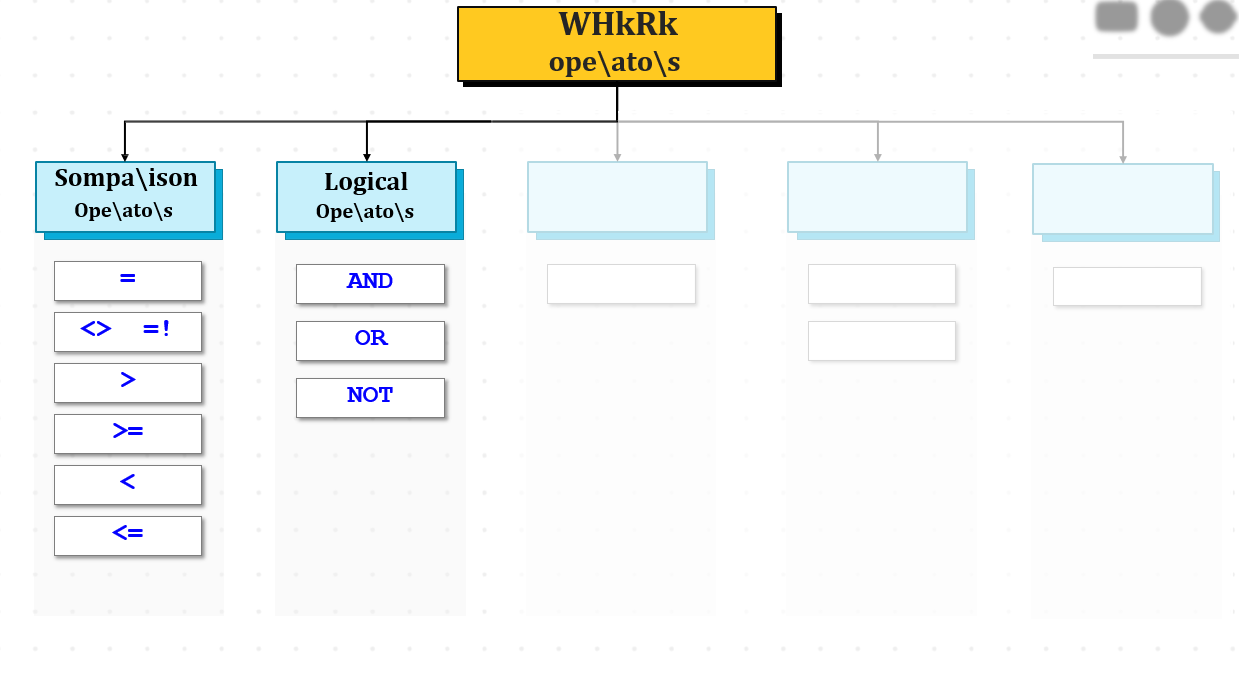 WHkRk
ope\ato\s
Sompa\ison
Ope\ato\s
=
<> =!
>
>=
<
<=
Logical
Ope\ato\s
AND
OR
NOT